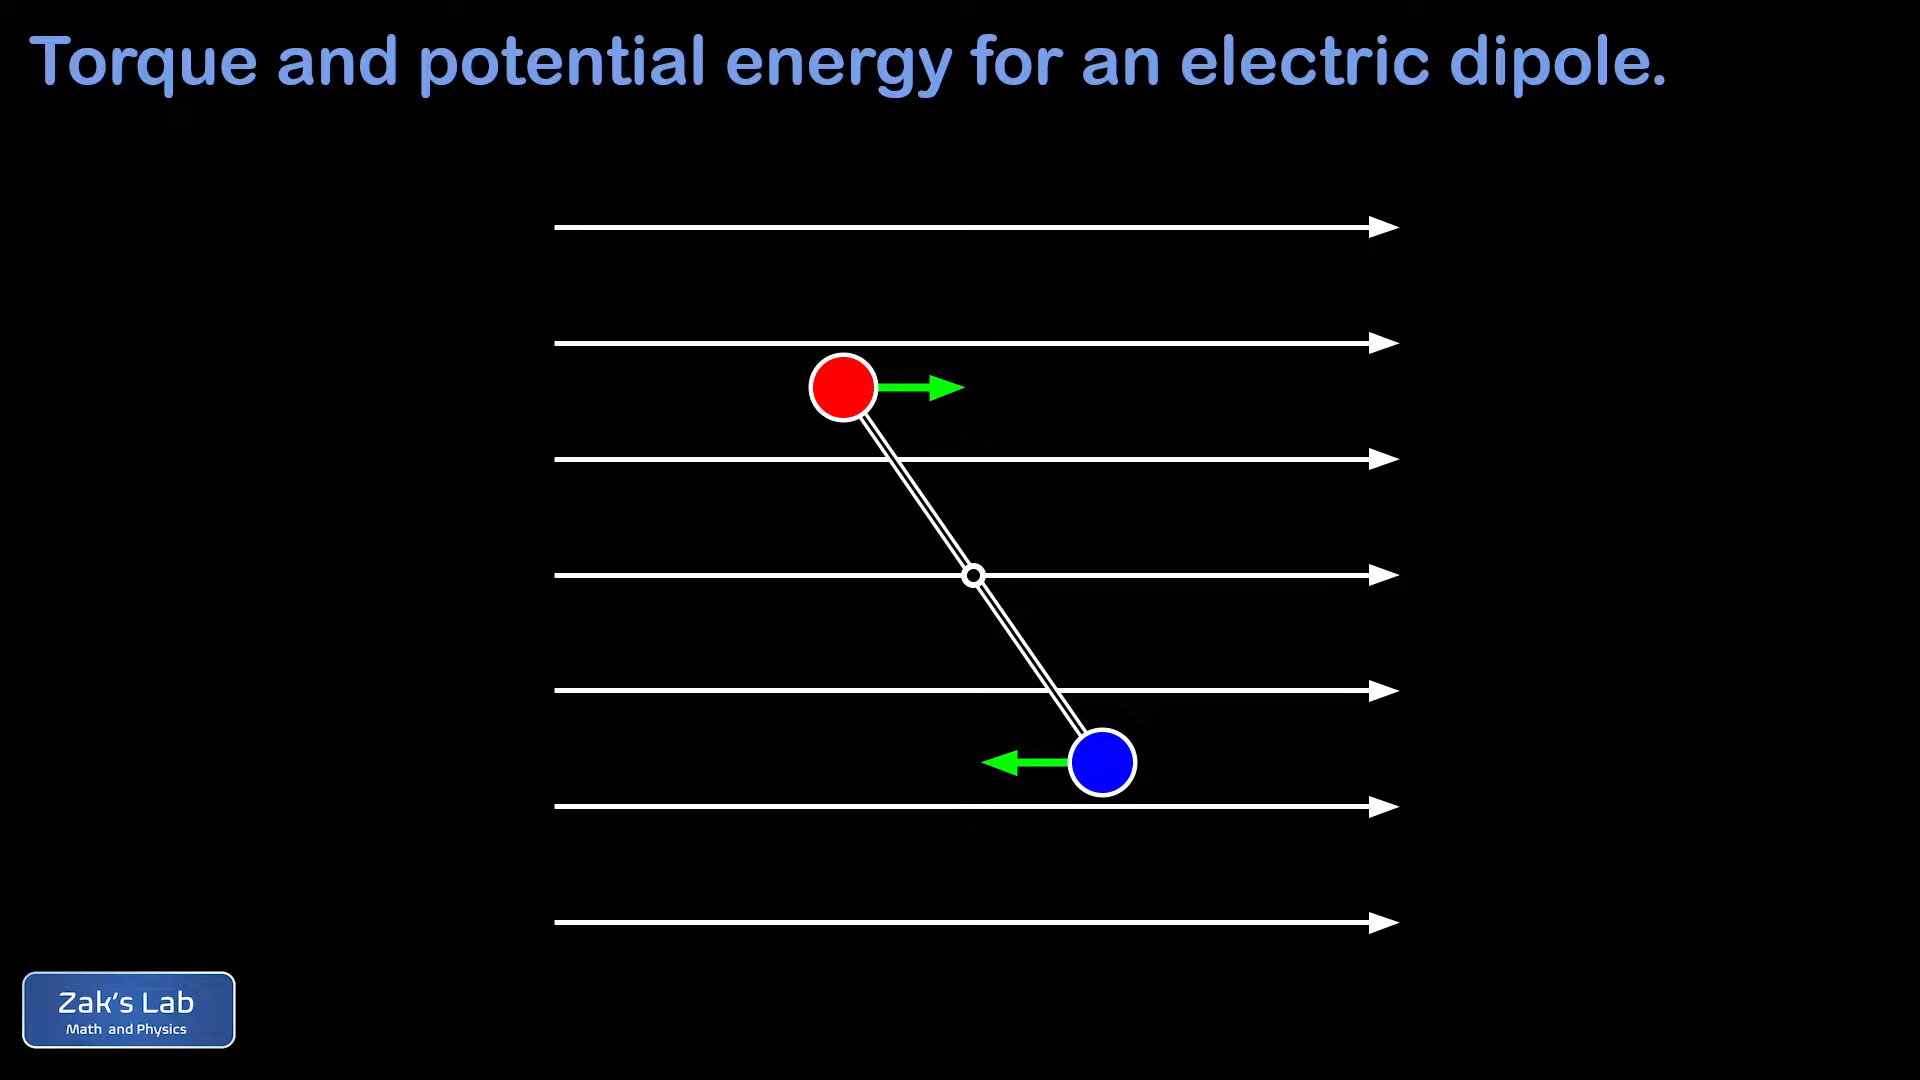 Torque and potential energy for an electric dipole.
Zak's Lab
Math and Physics